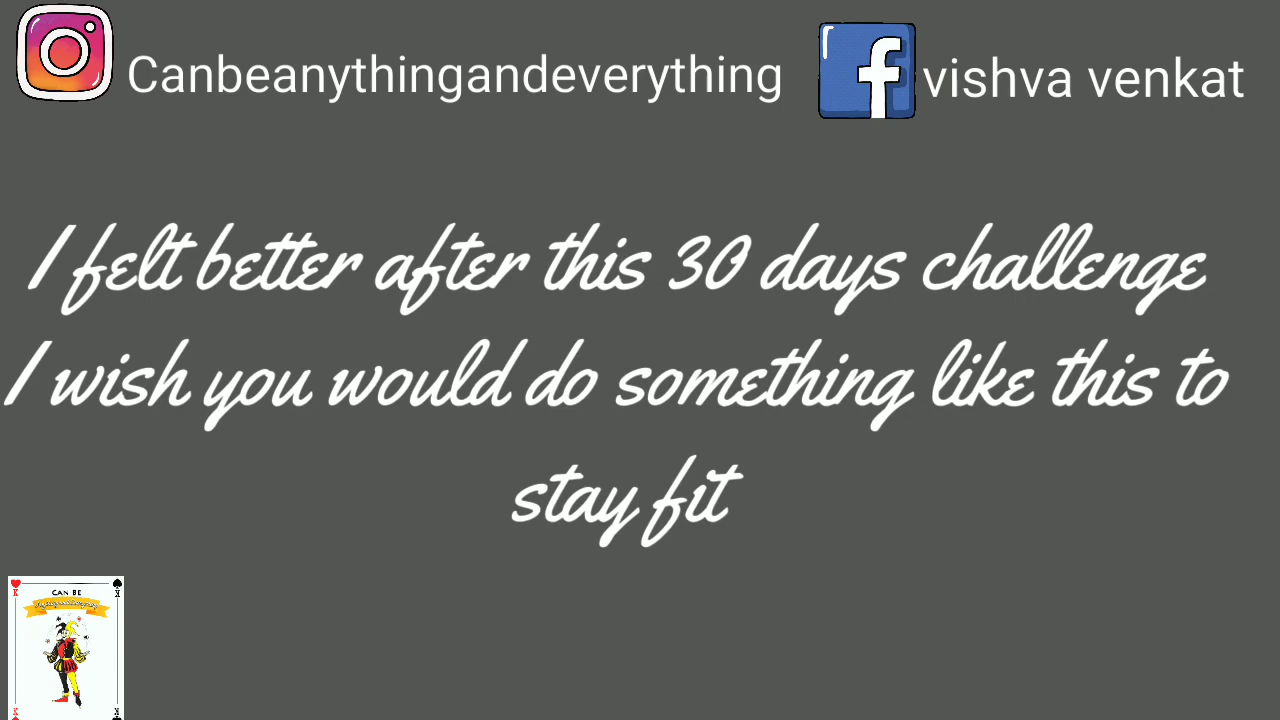 Canbeanythingandeverything
vishva venkat
I felt better after this 30 days challenge
I wish you would do something like this to
stay fit
K K
CAN BE
K K